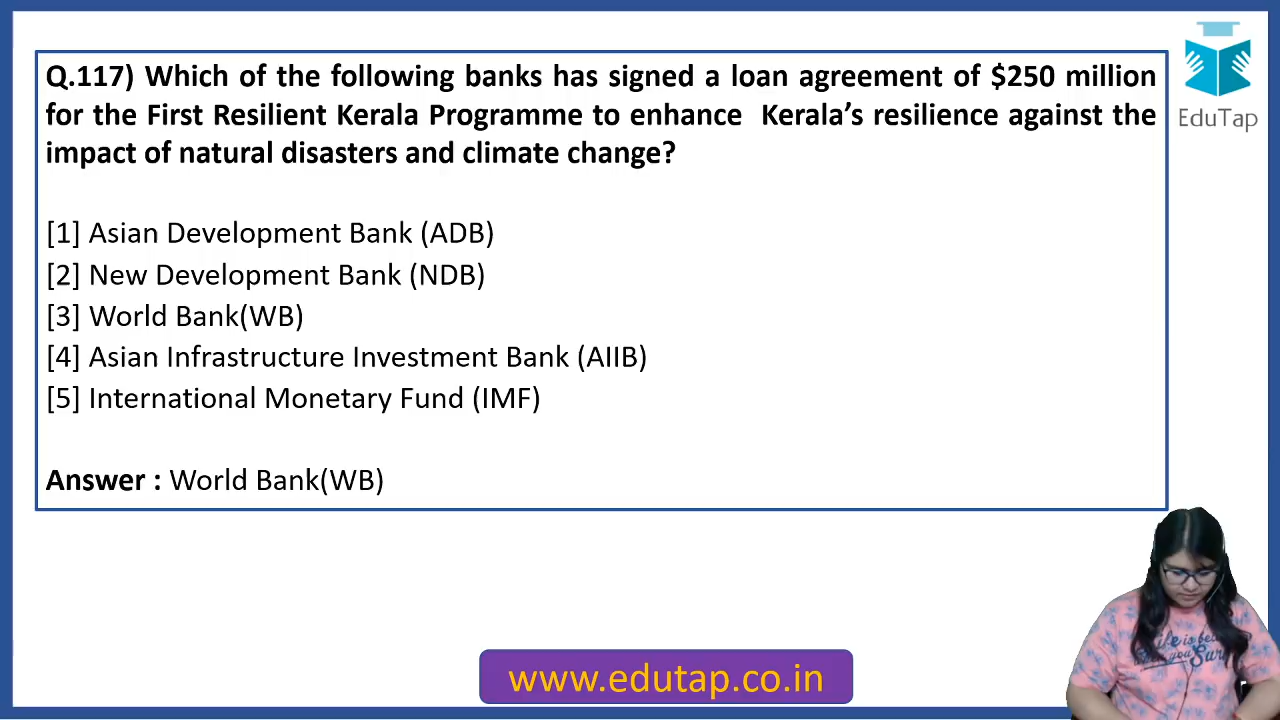 Q.117) Which of the following banks has signed a loan agreement of $250 million
for the First Resilient Kerala Programme to enhance Kerala’s resilience against the
impact of natural disasters and climate change?
[1] Asian Development Bank (ADB)
[2] New Development Bank (NDB)
[3] World Bank(WB)
[4] Asian Infrastructure Investment Bank (AIIB)
[5] International Monetary Fund (IMF)
Answer : World Bank(WB)
EduTap
www.edutap.co.in